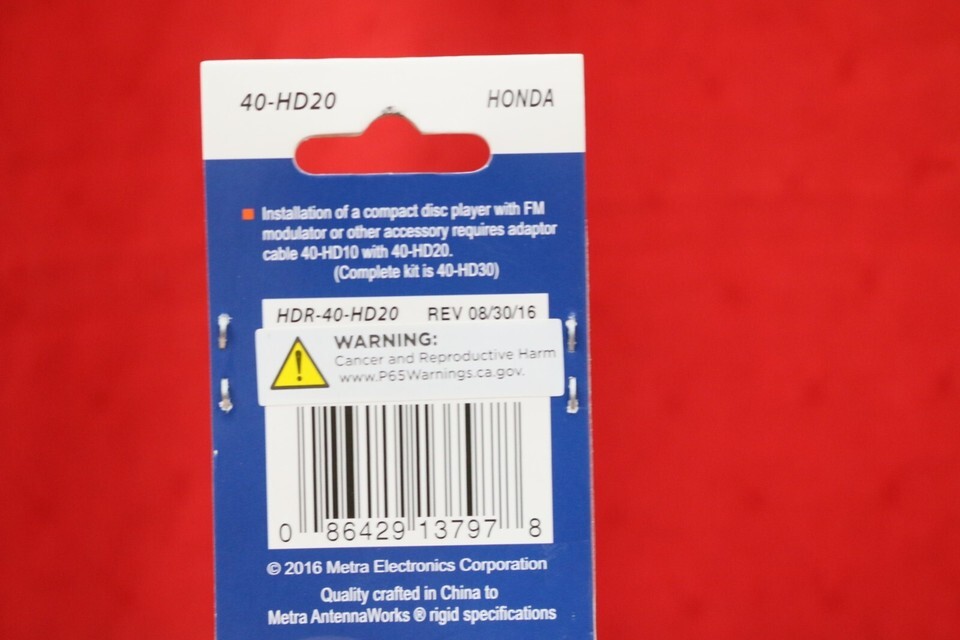 40-HD20 HONDA
Installation of a compact disc player with FM
modulator or other accessory requires adaptor
cable 40-HD10 with 40-HD20.
(Complete kit is 40-HD30)
HDR-40-HD20 REV 08/30/16
WARNING:
Cancer and Reproductive Harm
www.P65Warnings.ca.gov.
0 86429 13797 8
© 2016 Metra Electronics Corporation
Quality crafted in China to
Metra AntennaWorks ® rigid specifications